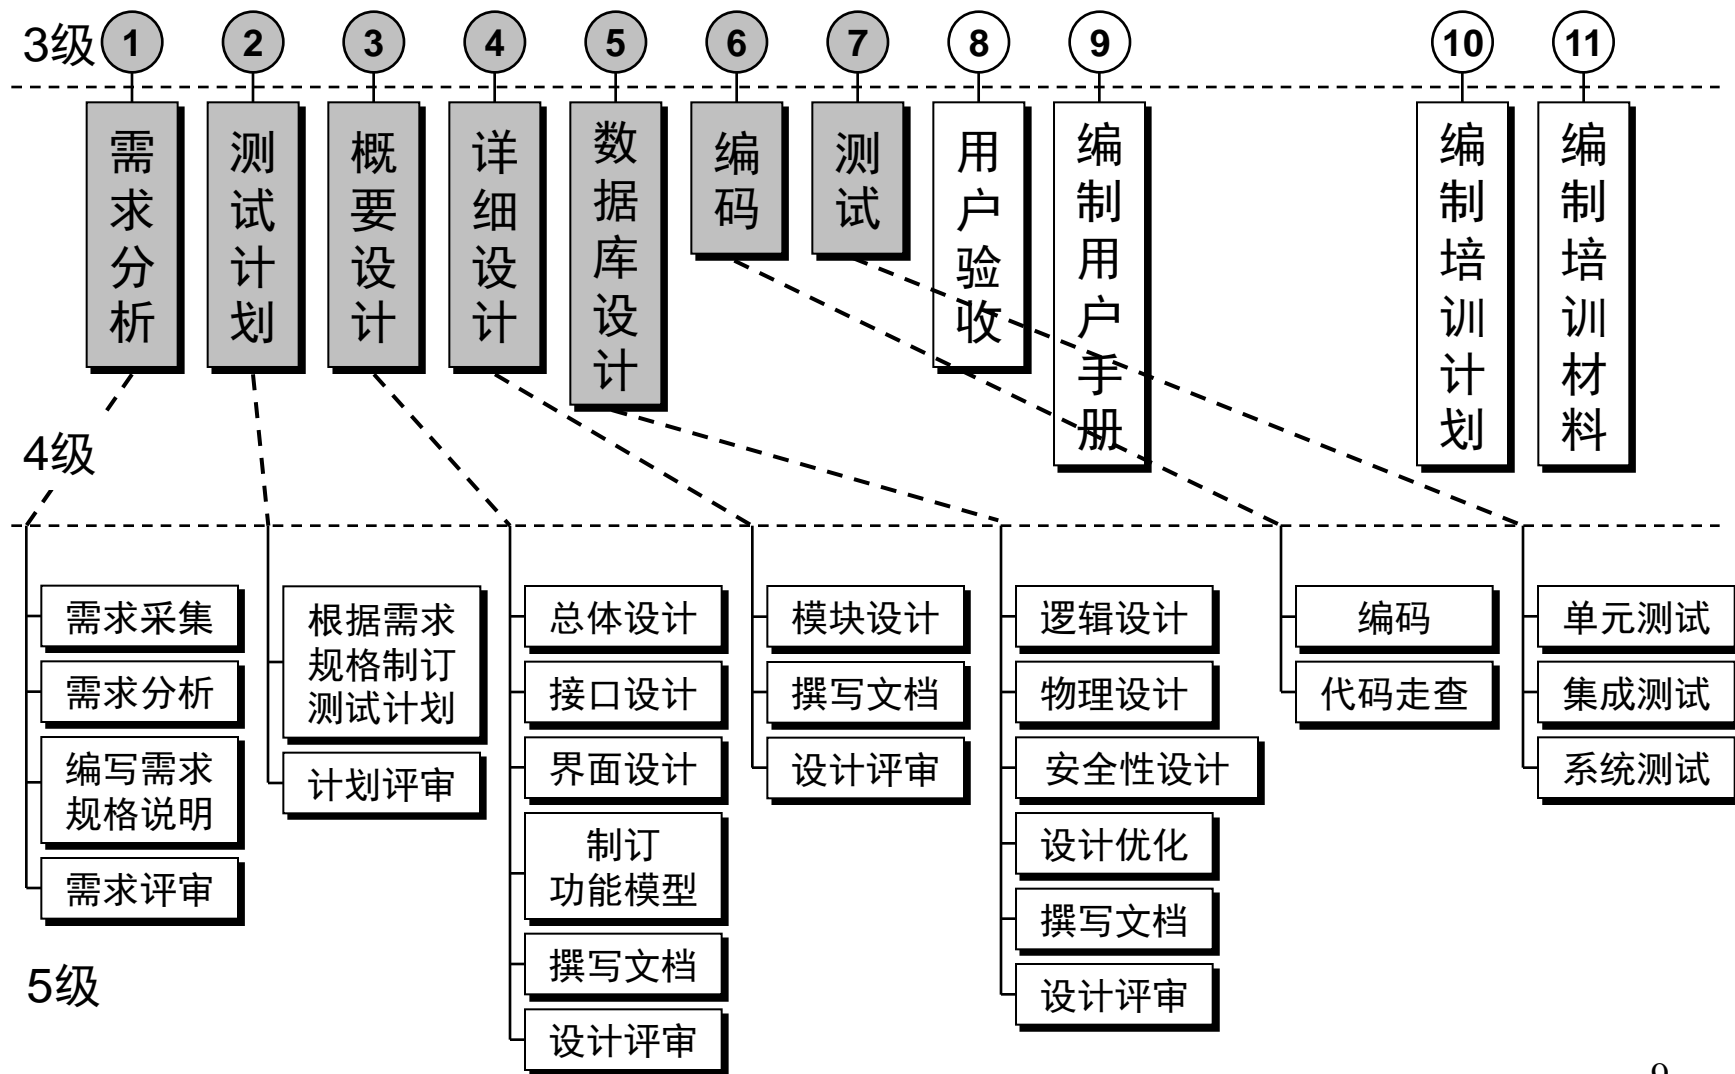 3级
1
2
3
4
5
6
7
8
9
10
11
需求分析
测试计划
概要设计
详细设计
数据库设计
编码
测试
用户验收
编制用户手册
编制培训计划
编制培训材料
4级
需求采集
需求分析
编写需求
规格说明
需求评审
根据需求
规格制订
测试计划
计划评审
总体设计
接口设计
界面设计
制订
功能模型
撰写文档
设计评审
模块设计
撰写文档
设计评审
逻辑设计
物理设计
安全性设计
设计优化
撰写文档
设计评审
编码
代码走查
单元测试
集成测试
系统测试
5级
9